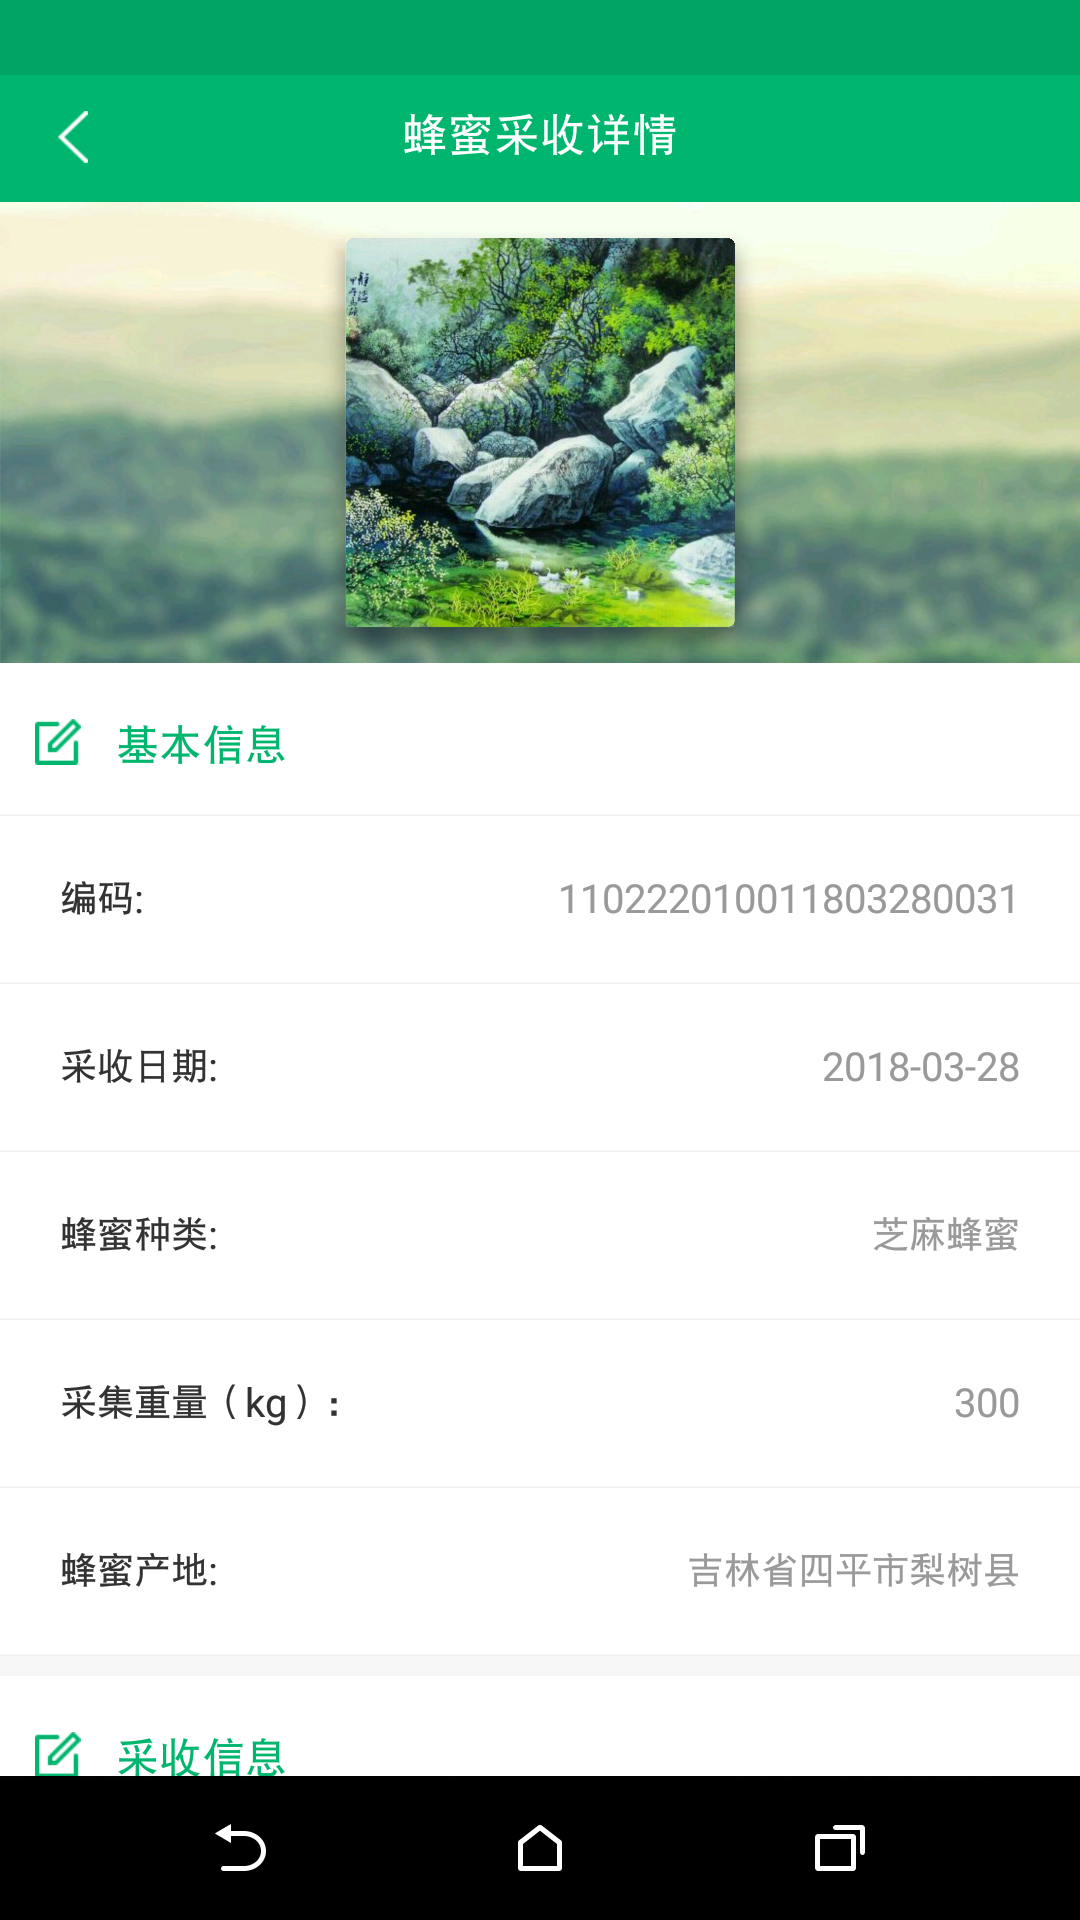 蜂蜜采收详情
基本信息
编码:
110222010011803280031
采收日期:
2018-03-28
蜂蜜种类:
芝麻蜂蜜
采集重量（kg）:
300
蜂蜜产地:
吉林省四平市梨树县
采收信息